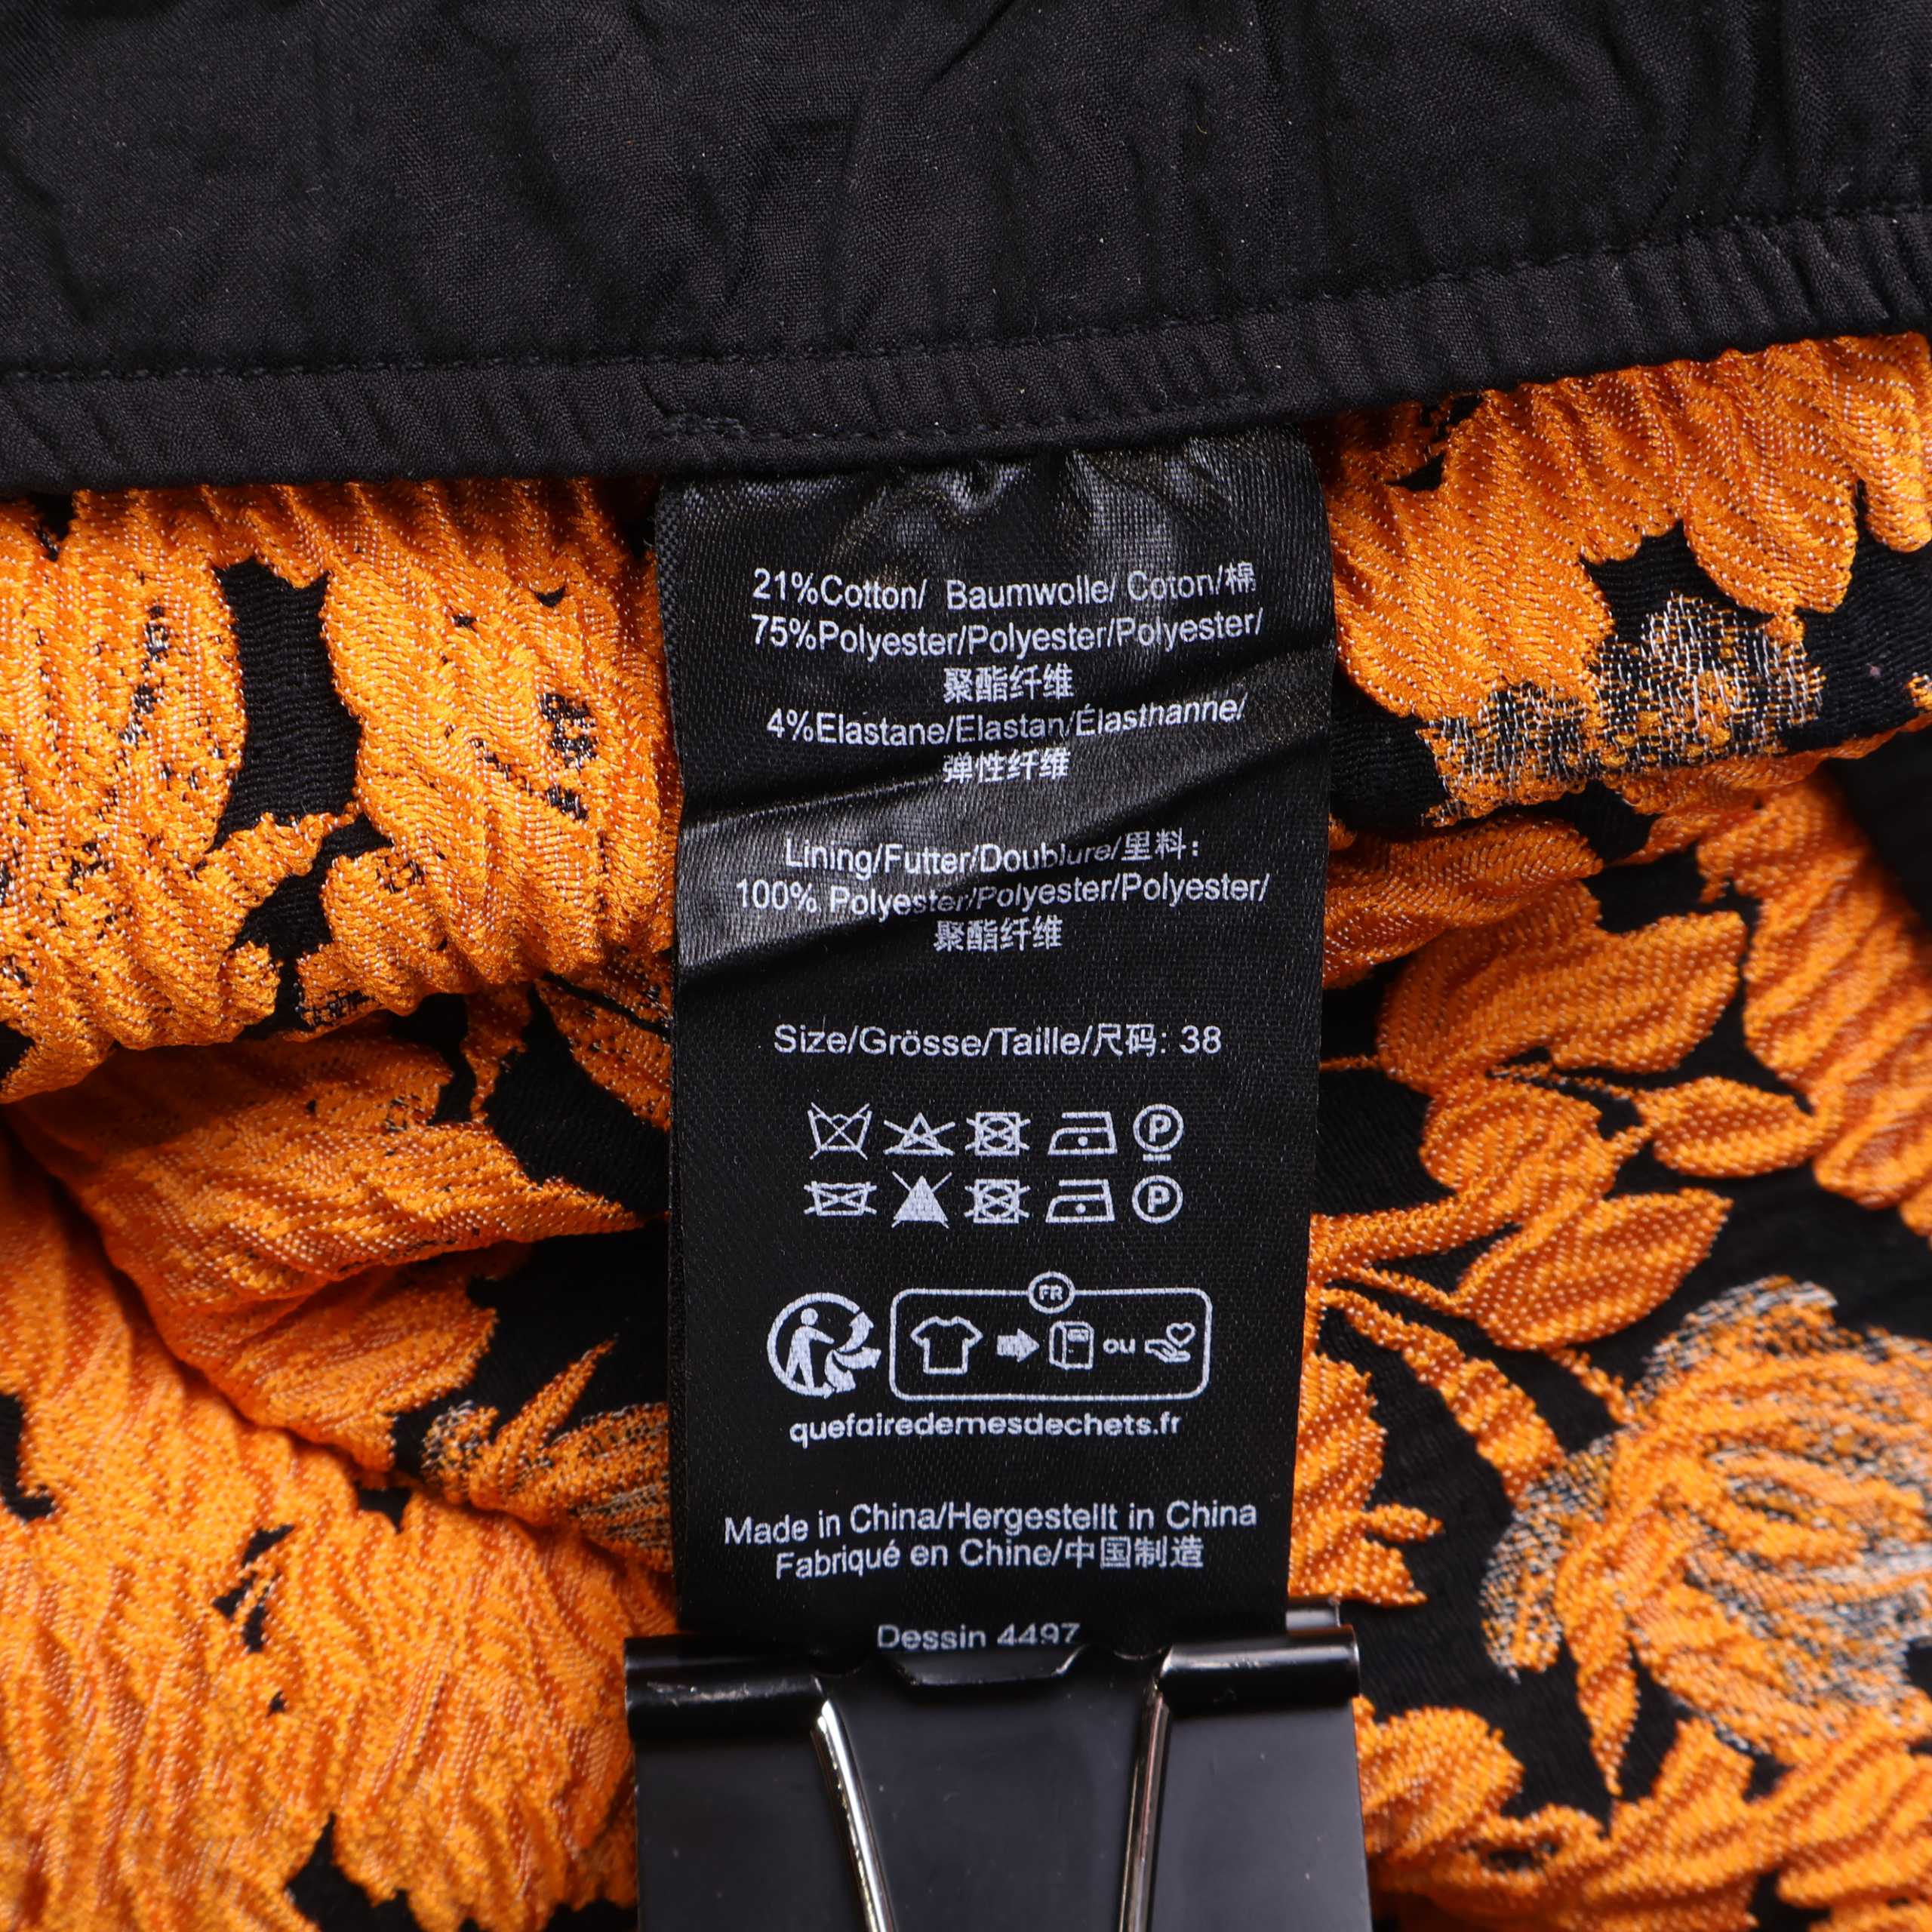 21%Cotton/ Baumwolle/ Coton/棉
75%Polyester/Polyester/Polyester/
聚酯纤维
4%Elastane/Elastan/Élasthanne/
弹性纤维
Lining/Futter/Doublure/里料:
100% Polyester/Polyester/Polyester/
聚酯纤维
Size/Grösse/Taille/尺码: 38
P
P
FR
ou
quefairedemesdechets.fr
Made in China/Hergestellt in China
Fabriqué en Chine/中国制造
Dessin 4497